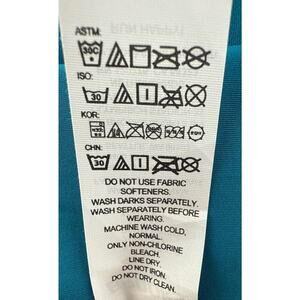 ASTM:
30C
ISO:
30
KOR:
CHN:
30
DO NOT USE FABRIC
SOFTENERS.
WASH DARKS SEPARATELY.
WASH SEPARATELY BEFORE
WEARING.
MACHINE WASH COLD,
NORMAL.
ONLY NON-CHLORINE
BLEACH.
LINE DRY.
DO NOT IRON.
DO NOT DRY CLEAN.